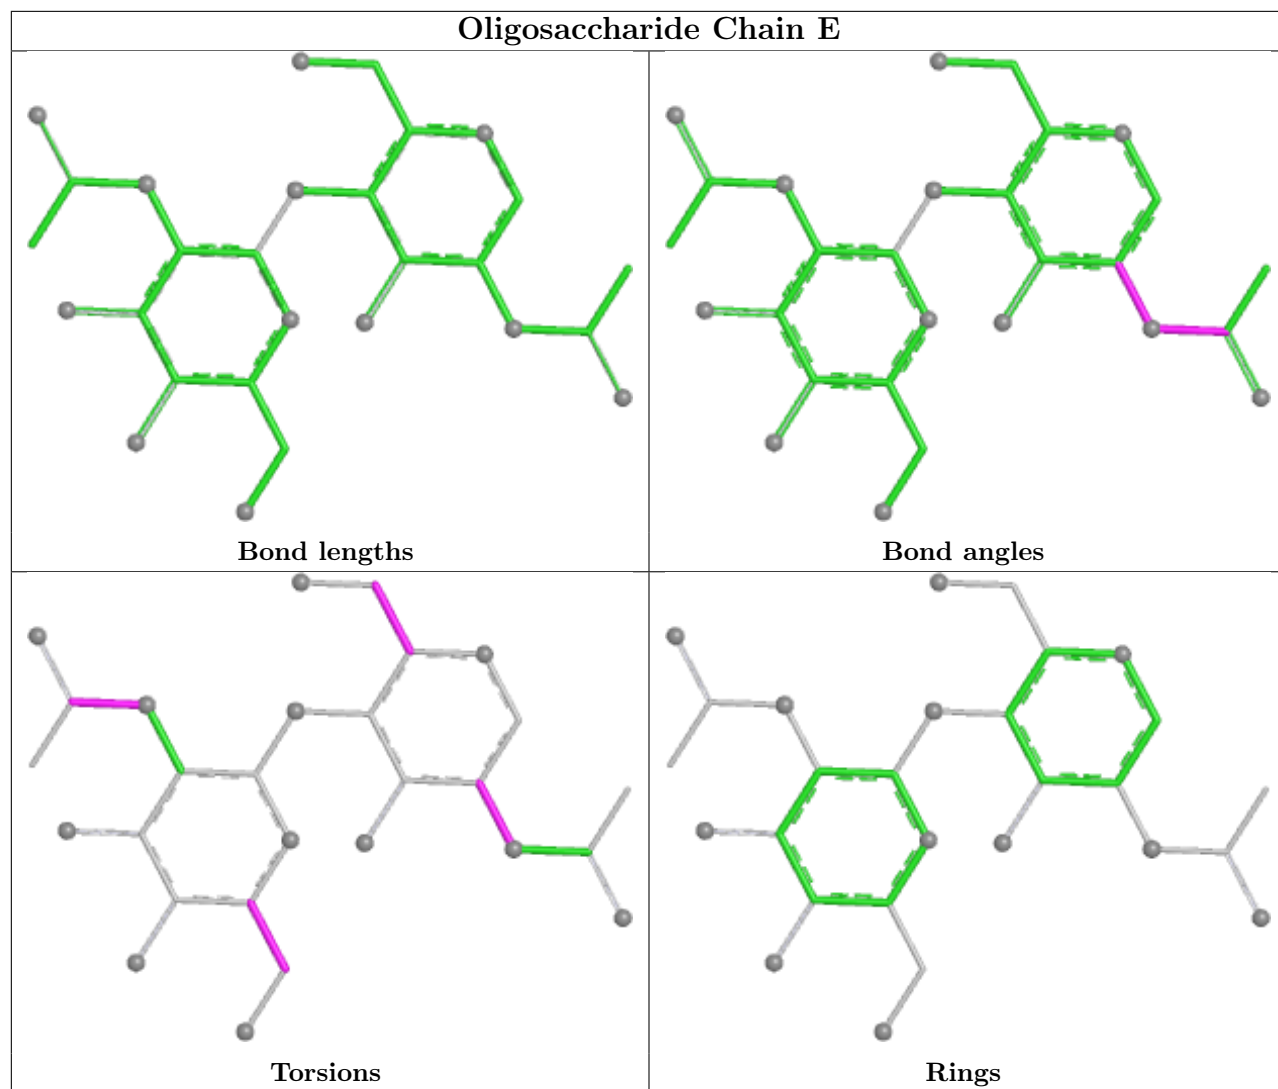 Oligosaccharide Chain E
Bond lengths
Bond angles
Torsions
Rings